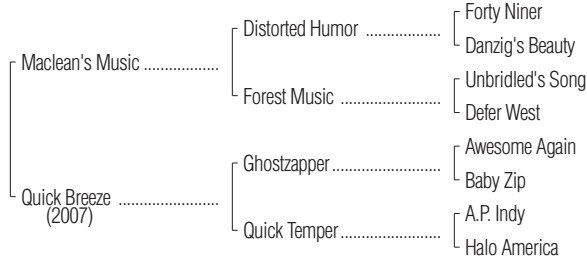 Forty Niner
Distorted Humor ..................
Danzig's Beauty
Maclean's Music ..................
Unbridled's Song
Forest Music ........................
Defer West
Awesome Again
Ghostzapper ..........................
Baby Zip
Quick Breeze ........................
(2007)
A.P. Indy
Quick Temper ........................
Halo America